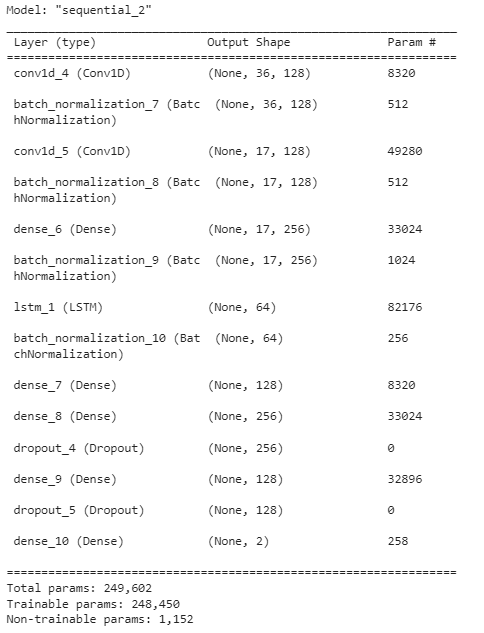 Model: "sequential_2"
_________________________________________________________________
Layer (type) Output Shape Param #
=================================================================
conv1d_4 (Conv1D) (None, 36, 128) 8320
batch_normalization_7 (Batc (None, 36, 128) 512
hNormalization)
conv1d_5 (Conv1D) (None, 17, 128) 49280
batch_normalization_8 (Batc (None, 17, 128) 512
hNormalization)
dense_6 (Dense) (None, 17, 256) 33024
batch_normalization_9 (Batc (None, 17, 256) 1024
hNormalization)
lstm_1 (LSTM) (None, 64) 82176
batch_normalization_10 (Bat (None, 64) 256
chNormalization)
dense_7 (Dense) (None, 128) 8320
dense_8 (Dense) (None, 256) 33024
dropout_4 (Dropout) (None, 256) 0
dense_9 (Dense) (None, 128) 32896
dropout_5 (Dropout) (None, 128) 0
dense_10 (Dense) (None, 2) 258
=================================================================
Total params: 249,602
Trainable params: 248,450
Non-trainable params: 1,152